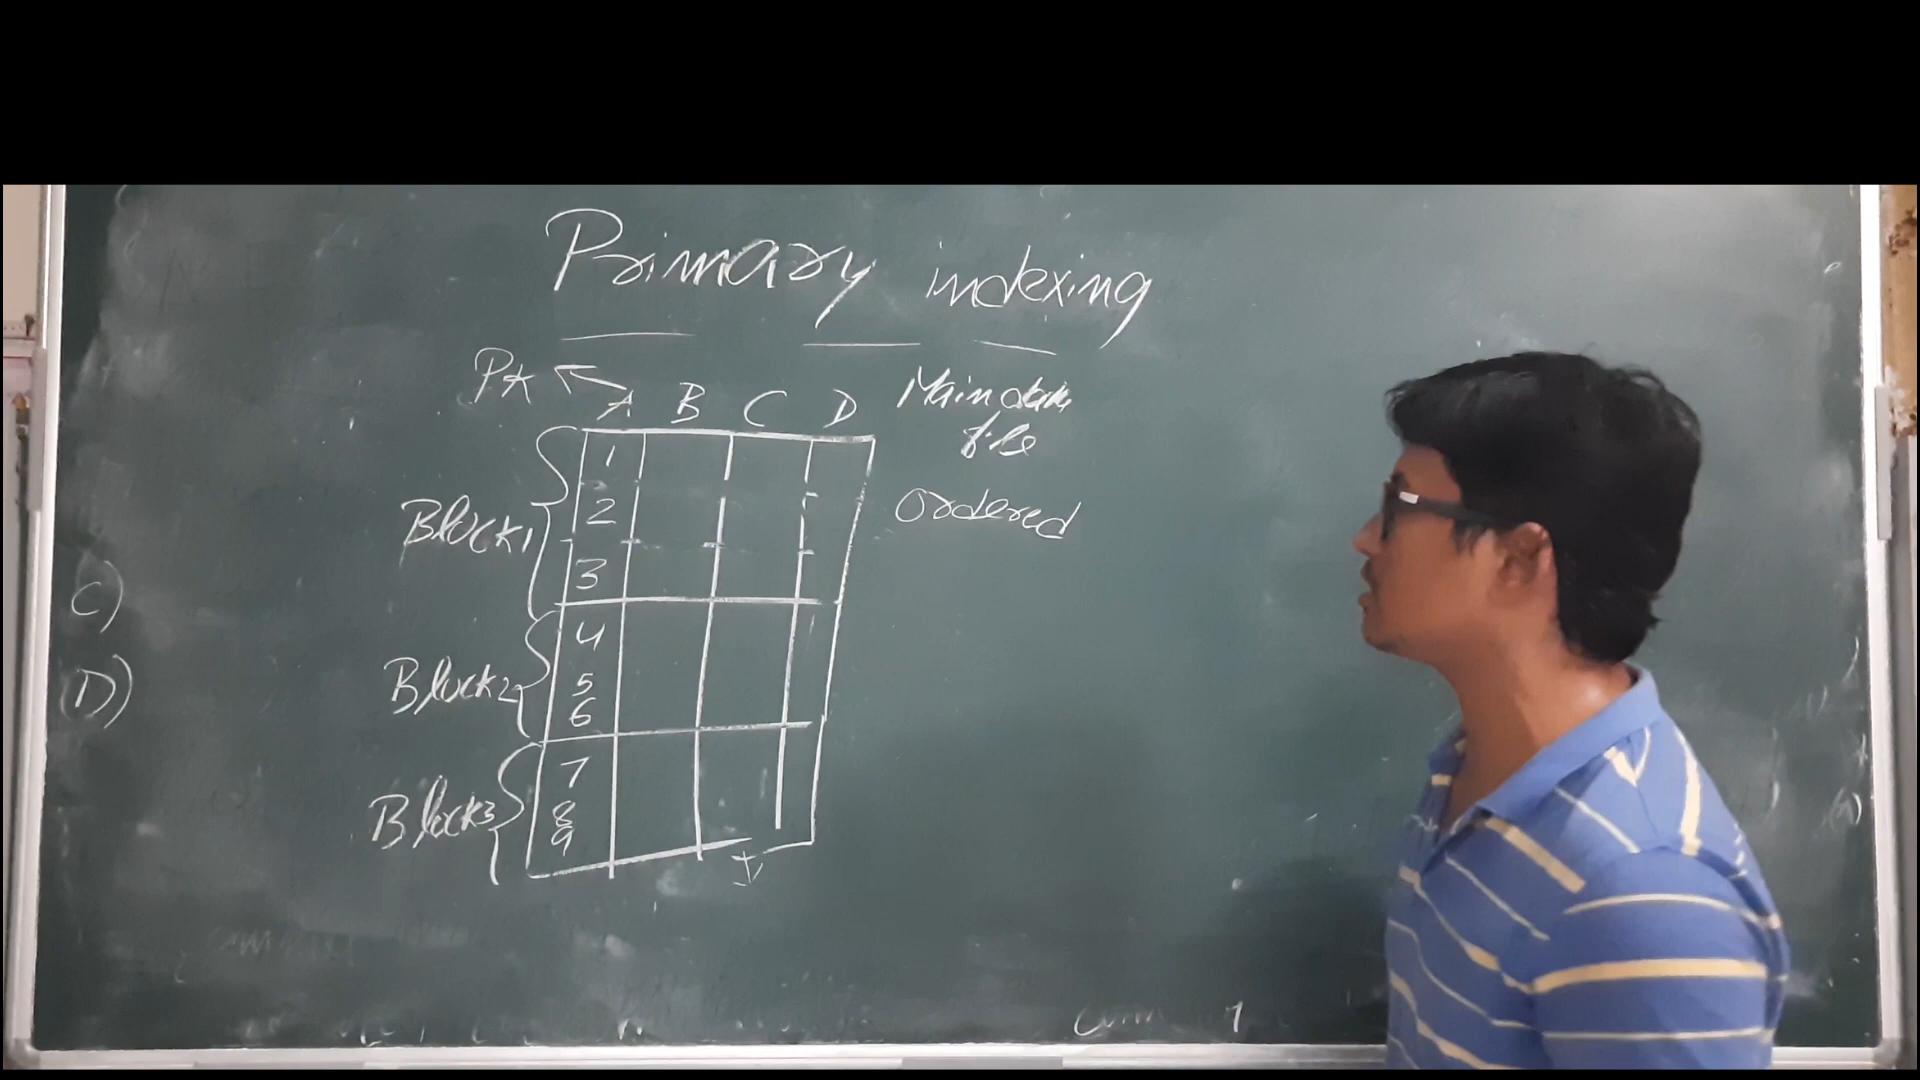 Primary indexing
PK
A B C D
Main data
file
Ordered
Block1
1
2
3
Block2
4
5
6
Block3
7
8
9
C)
D)